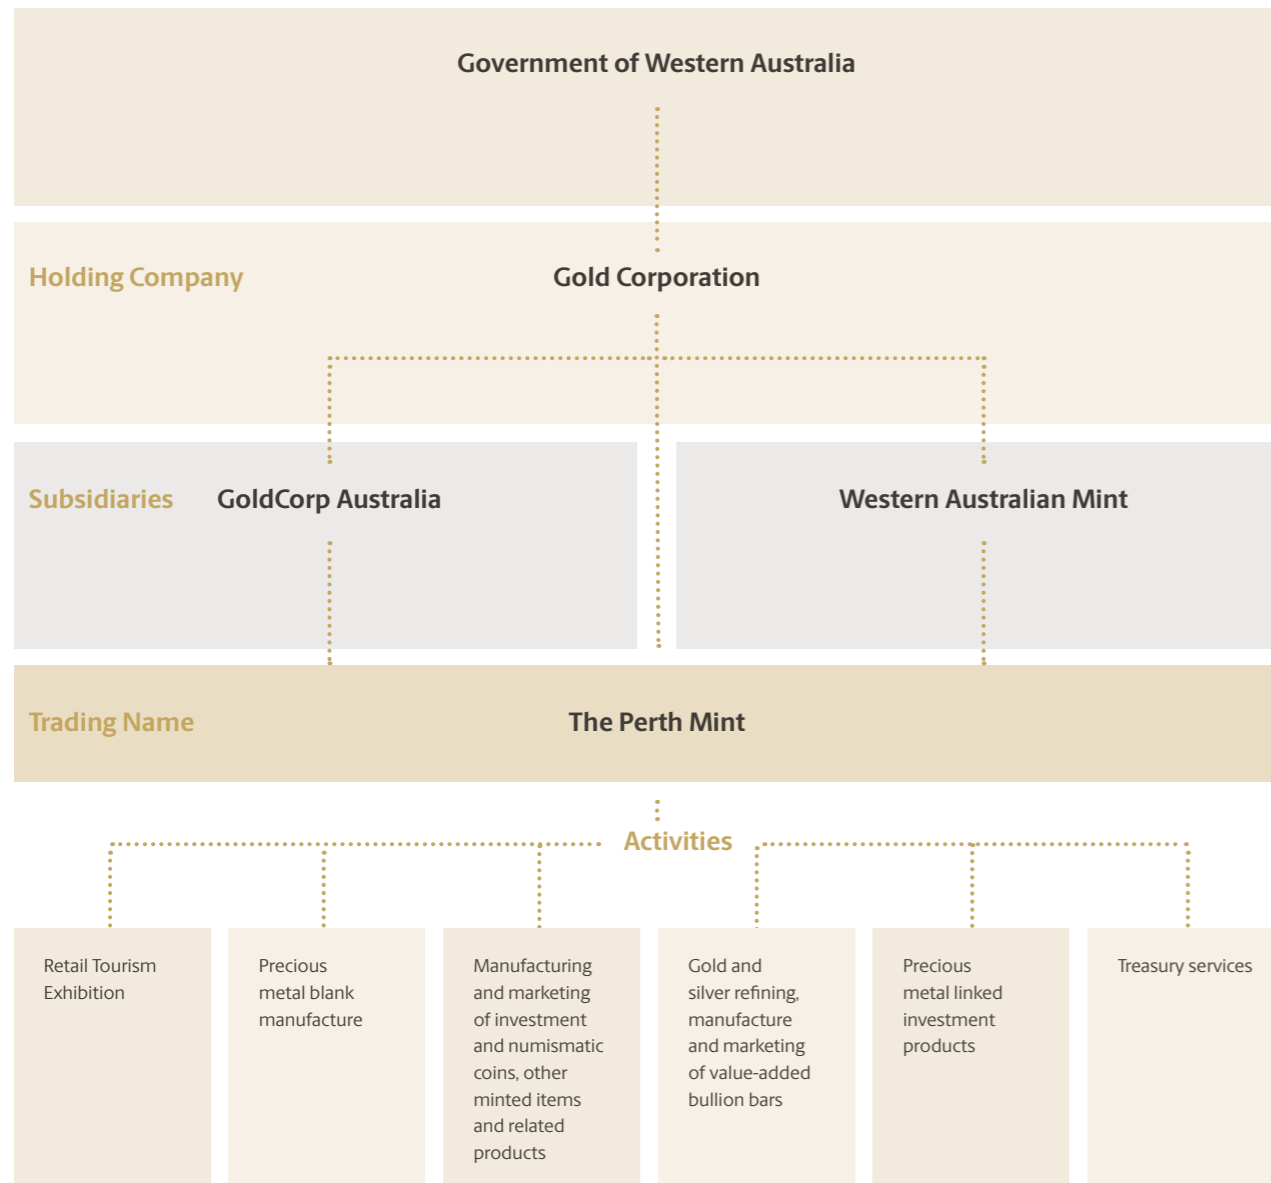 Government of Western Australia
Holding Company
Gold Corporation
Subsidiaries
GoldCorp Australia
Western Australian Mint
Trading Name
The Perth Mint
Activities
Retail Tourism
Exhibition
Precious
metal blank
manufacture
Manufacturing
and marketing
of investment
and numismatic
coins, other
minted items
and related
products
Gold and
silver refining,
manufacture
and marketing
of value-added
bullion bars
Precious
metal linked
investment
products
Treasury services